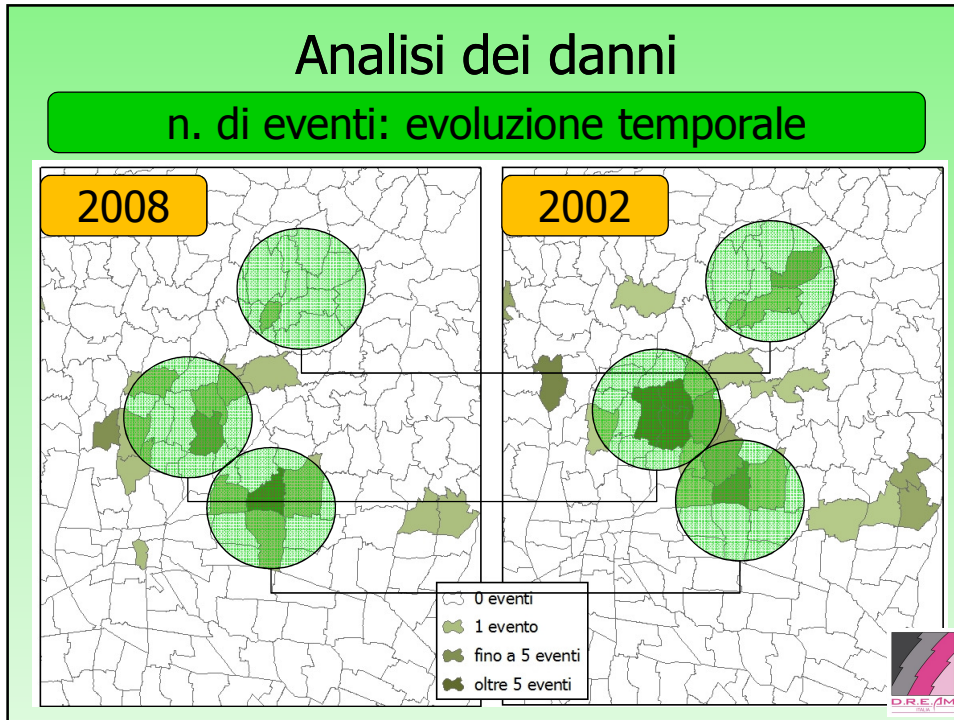 Analisi dei danni
n. di eventi: evoluzione temporale
2008
2002
0 eventi
1 evento
fino a 5 eventi
oltre 5 eventi
D.R.E.AM
ITALIA